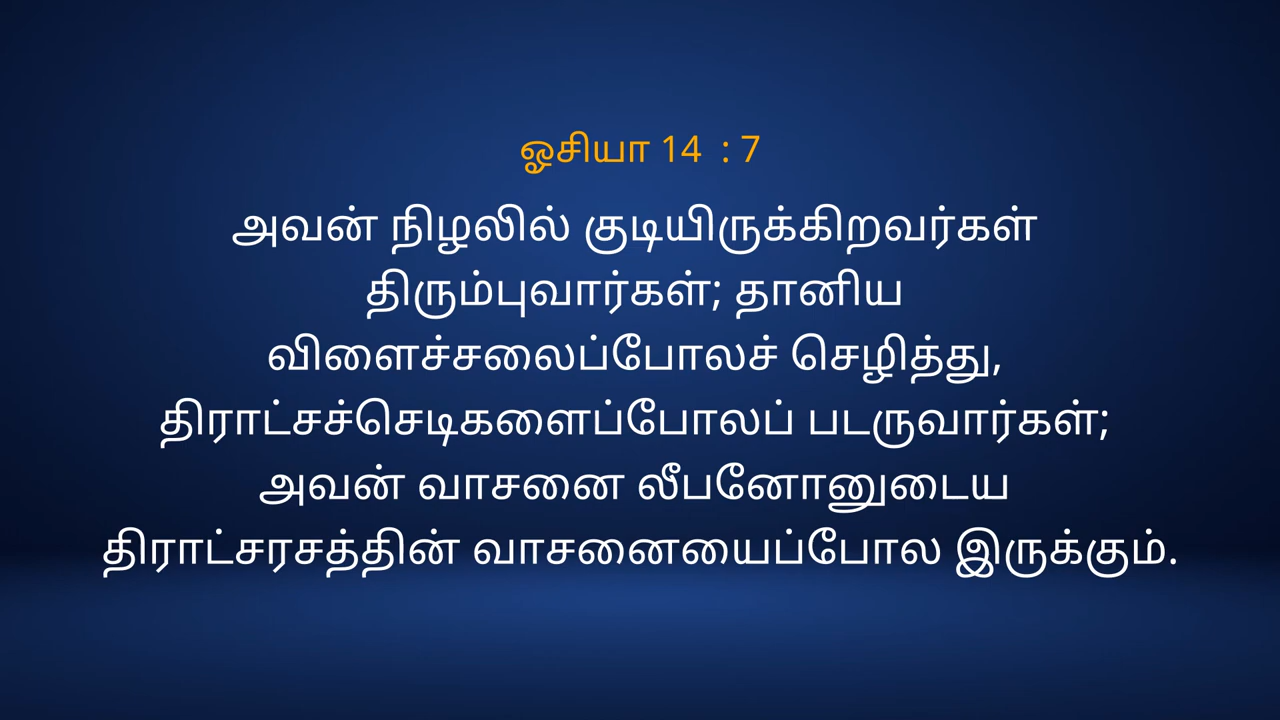 ஓசியா 14  : 7
அவன் நிழலில் குடியிருக்கிறவர்கள்
திரும்புவார்கள்; தானிய
விளைச்சலைப்போலச் செழித்து,
திராட்சச்செடிகளைப்போலப் படருவார்கள்;
அவன் வாசனை லீபனோனுடைய
திராட்சரசத்தின் வாசனையைப்போல இருக்கும்.